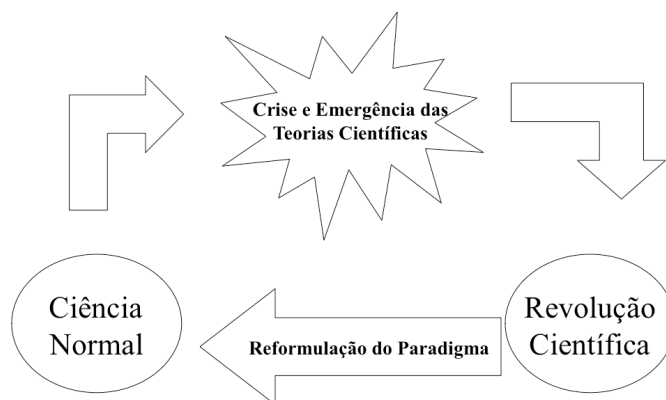 Crise e Emergência das
Teorias Científicas
Ciência
Normal
Reformulação do Paradigma
Revolução
Científica